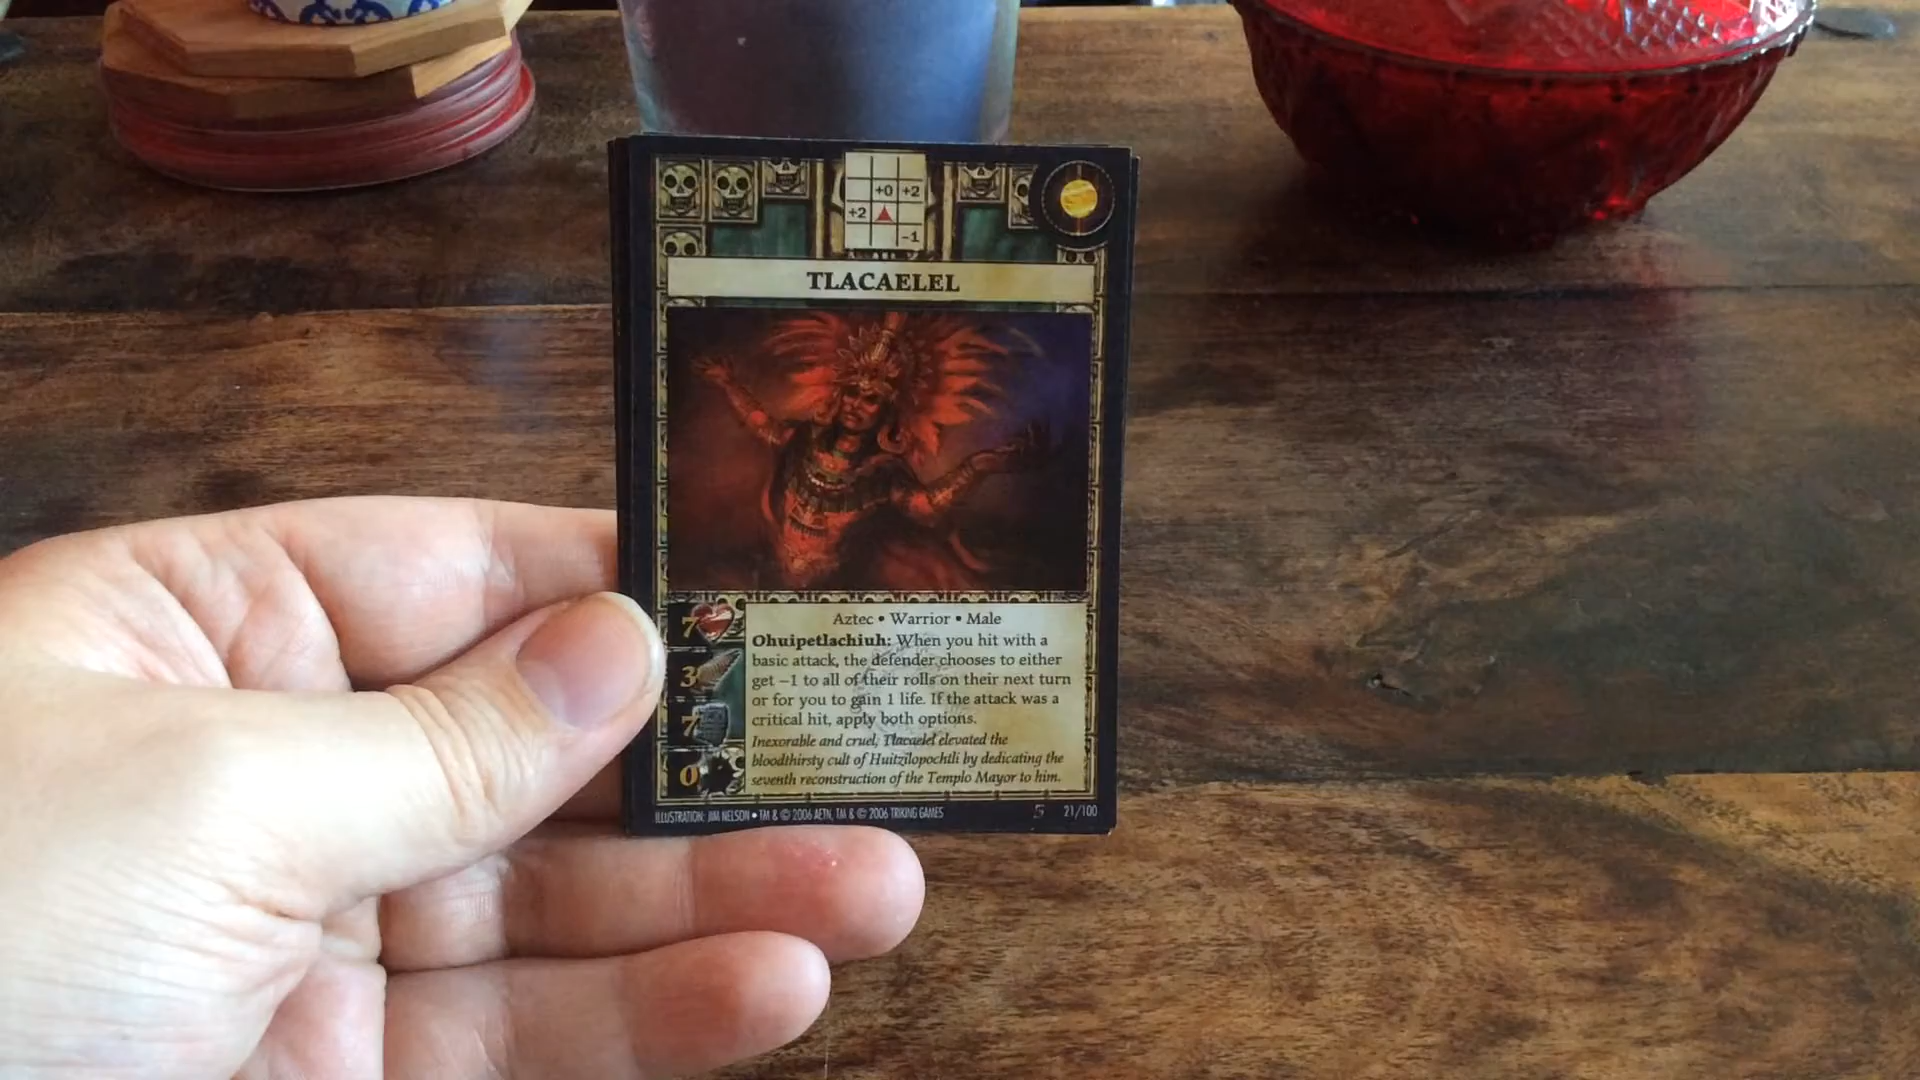 +0 +2
+2
-1
TLACAELEL
7
3
7
0
Aztec • Warrior • Male
Ohuipetlachiuh: When you hit with a
basic attack, the defender chooses to either
get −1 to all of their rolls on their next turn
or for you to gain 1 life. If the attack was a
critical hit, apply both options.
Inexorable and cruel, Tlacaelel elevated the
bloodthirsty cult of Huitzilopochtli by dedicating the
seventh reconstruction of the Templo Mayor to him.
ILLUSTRATION: JIM NELSON • TM & © 2006 AETN, TM & © 2006 TRIKING GAMES
21/100